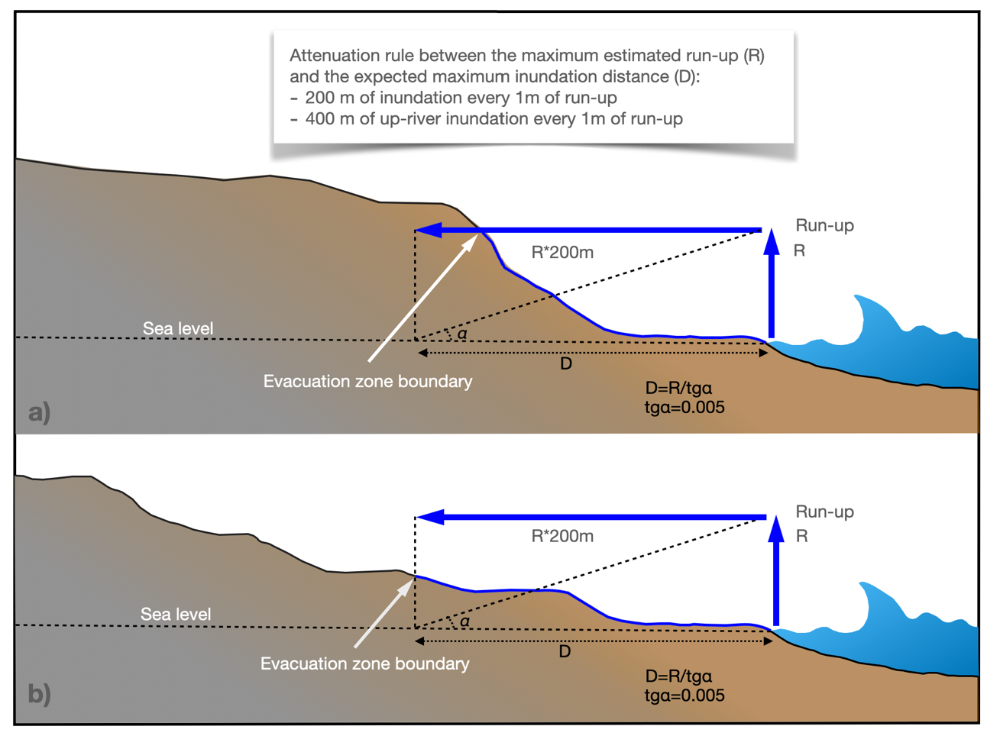 Attenuation rule between the maximum estimated run-up (R)
and the expected maximum inundation distance (D):
- 200 m of inundation every 1m of run-up
- 400 m of up-river inundation every 1m of run-up
Run-up
R
R*200m
Sea level
α
D
Evacuation zone boundary
D=R/tgα
tgα=0.005
a)
Run-up
R
R*200m
Sea level
α
D
Evacuation zone boundary
D=R/tgα
tgα=0.005
b)